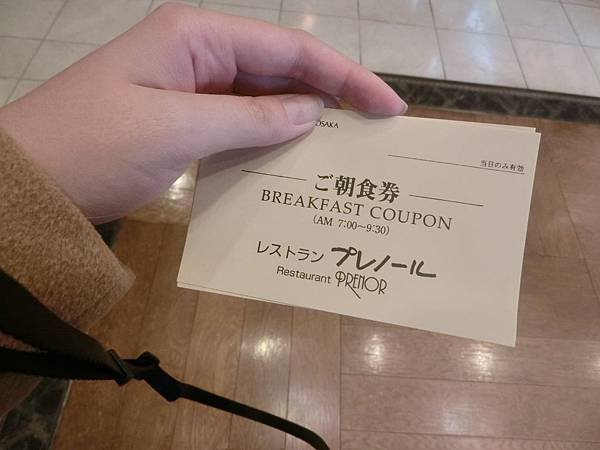 OSAKA
当日のみ有効
ご朝食券
BREAKFAST COUPON
(AM 7:00〜9:30)
レストラン プレノール
Restaurant PRENOR